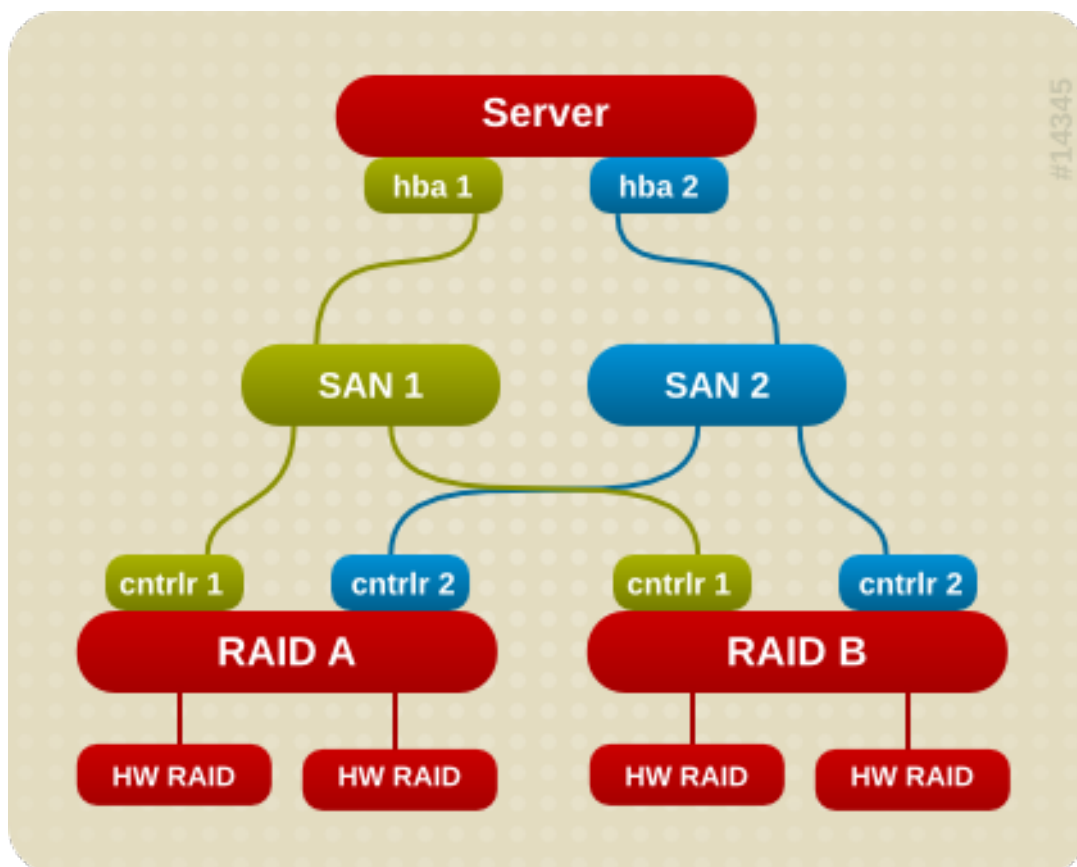 Server
#14345
hba 1
hba 2
SAN 1
SAN 2
cntrlr 1
cntrlr 2
cntrlr 1
cntrlr 2
RAID A
RAID B
HW RAID
HW RAID
HW RAID
HW RAID